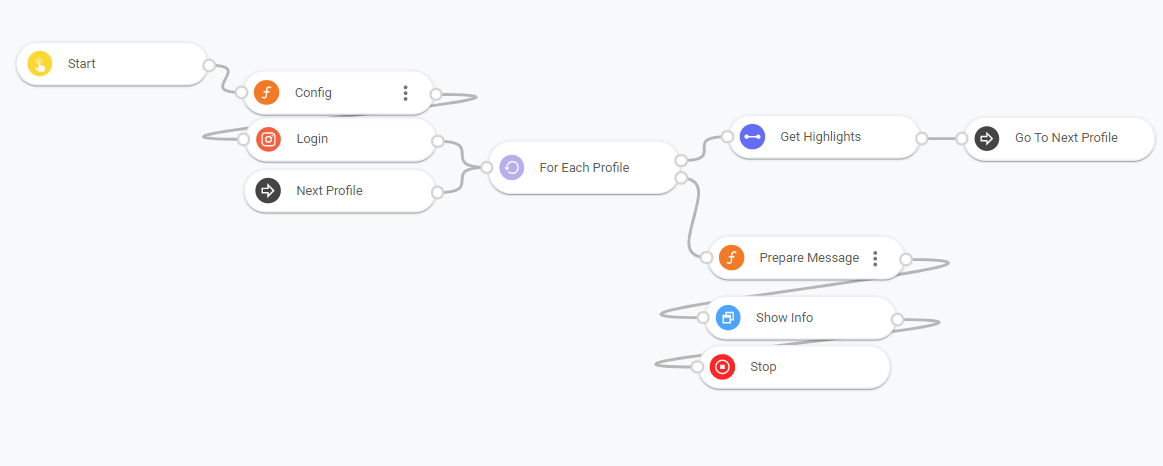 Start
Config
Login
Next Profile
For Each Profile
Get Highlights
Go To Next Profile
Prepare Message
Show Info
Stop